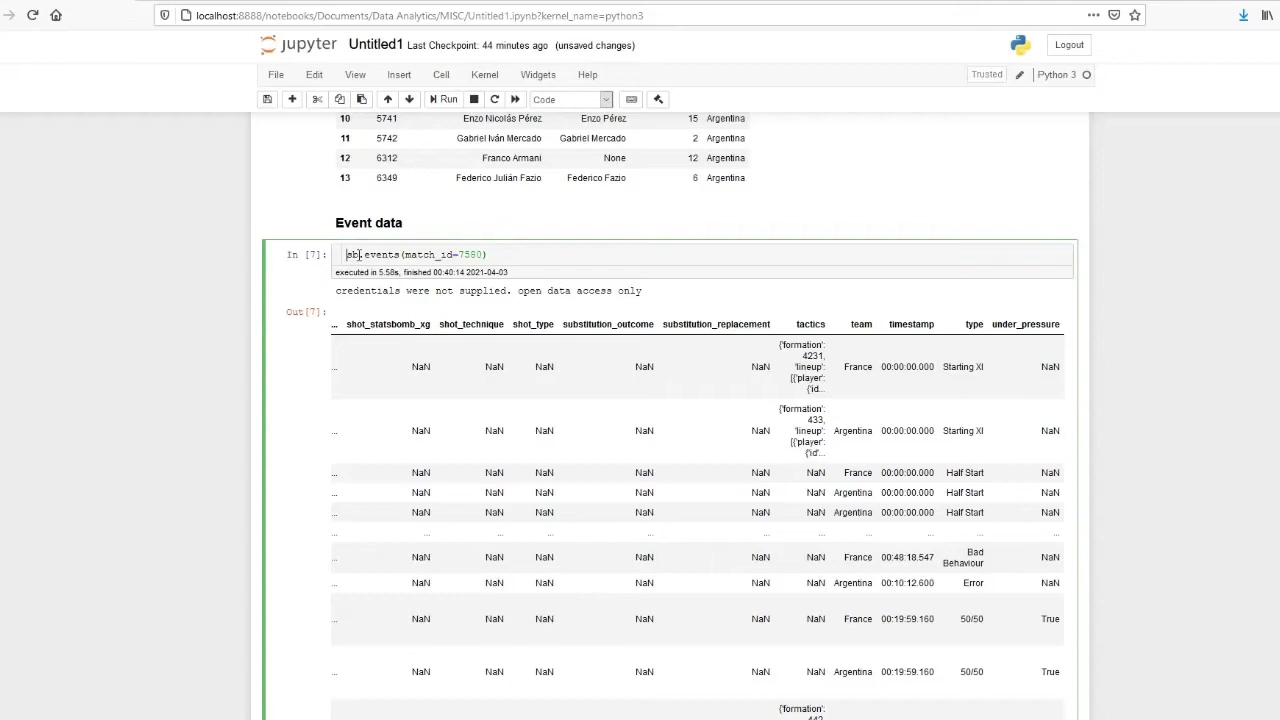 localhost:8888/notebooks/Documents/Data Analytics/MISC/Untitled1.ipynb?kernel_name=python3
jupyter Untitled1 Last Checkpoint: 44 minutes ago (unsaved changes) Logout
File Edit View Insert Cell Kernel Widgets Help Trusted Python 3
Run Code
10 5741 Enzo Nicolás Pérez Enzo Pérez 15 Argentina
11 5742 Gabriel Iván Mercado Gabriel Mercado 2 Argentina
12 6312 Franco Armani None 12 Argentina
13 6349 Federico Julián Fazio Federico Fazio 6 Argentina
Event data
In [7]: sb.events(match_id=7580)
executed in 5.58s, finished 00:40:14 2021-04-03
credentials were not supplied. open data access only
Out[7]:
... shot_statsbomb_xg shot_technique shot_type substitution_outcome substitution_replacement tactics team timestamp type under_pressure
{'formation':
4231,
... NaN NaN NaN NaN NaN 'lineup': France 00:00:00.000 Starting XI NaN
[{'player':
{'id...
{'formation':
433,
... NaN NaN NaN NaN NaN 'lineup': Argentina 00:00:00.000 Starting XI NaN
[{'player':
{'id'...
... NaN NaN NaN NaN NaN NaN France 00:00:00.000 Half Start NaN
... NaN NaN NaN NaN NaN NaN Argentina 00:00:00.000 Half Start NaN
... NaN NaN NaN NaN NaN NaN Argentina 00:00:00.000 Half Start NaN
... ... ... ... ... ... ... ... ... ... ...
... NaN NaN NaN NaN NaN NaN France 00:48:18.547 Bad Behaviour NaN
... NaN NaN NaN NaN NaN NaN Argentina 00:10:12.600 Error NaN
... NaN NaN NaN NaN NaN NaN France 00:19:59.160 50/50 True
... NaN NaN NaN NaN NaN NaN Argentina 00:19:59.160 50/50 True
{'formation':
442,